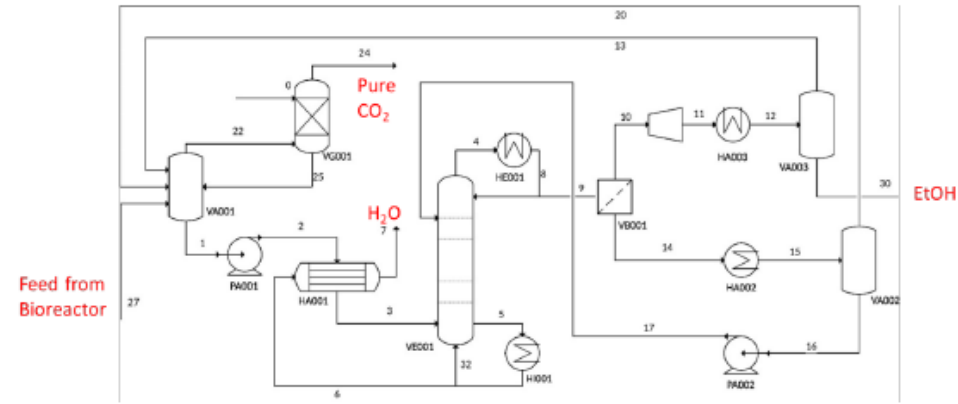 20
13
24
0
Pure
CO2
22
VG001
25
VA001
4
HE001
8
9
10
11
HA003
12
VA003
30
EtOH
H2O
7
1
2
PA001
HA001
3
VE001
5
HI001
32
6
VB001
14
HA002
15
VA002
17
16
PA002
Feed from
Bioreactor
27